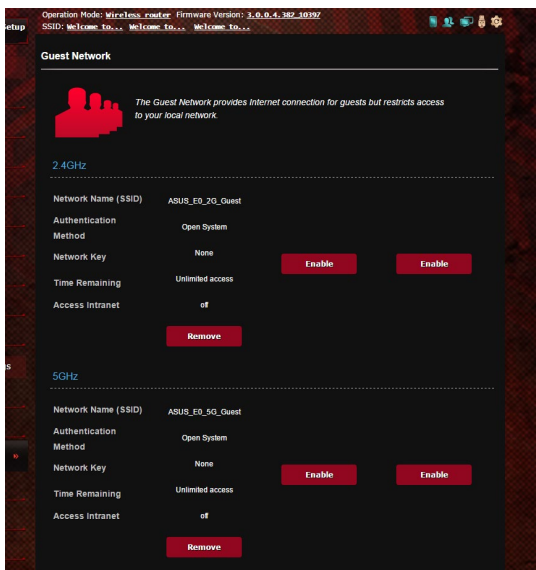 Operation Mode: Wireless router Firmware Version: 3.0.0.4.382_10397
Setup
SSID: Welcome to... Welcome to... Welcome to...
Guest Network
The Guest Network provides Internet connection for guests but restricts access
to your local network.
2.4GHz
Network Name (SSID) ASUS_E0_2G_Guest
Authentication
Method Open System
Network Key None
Enable Enable
Time Remaining Unlimited access
Access Intranet off
Remove
gs
5GHz
Network Name (SSID) ASUS_E0_5G_Guest
Authentication
Method Open System
Network Key None
Enable Enable
Time Remaining Unlimited access
Access Intranet off
Remove